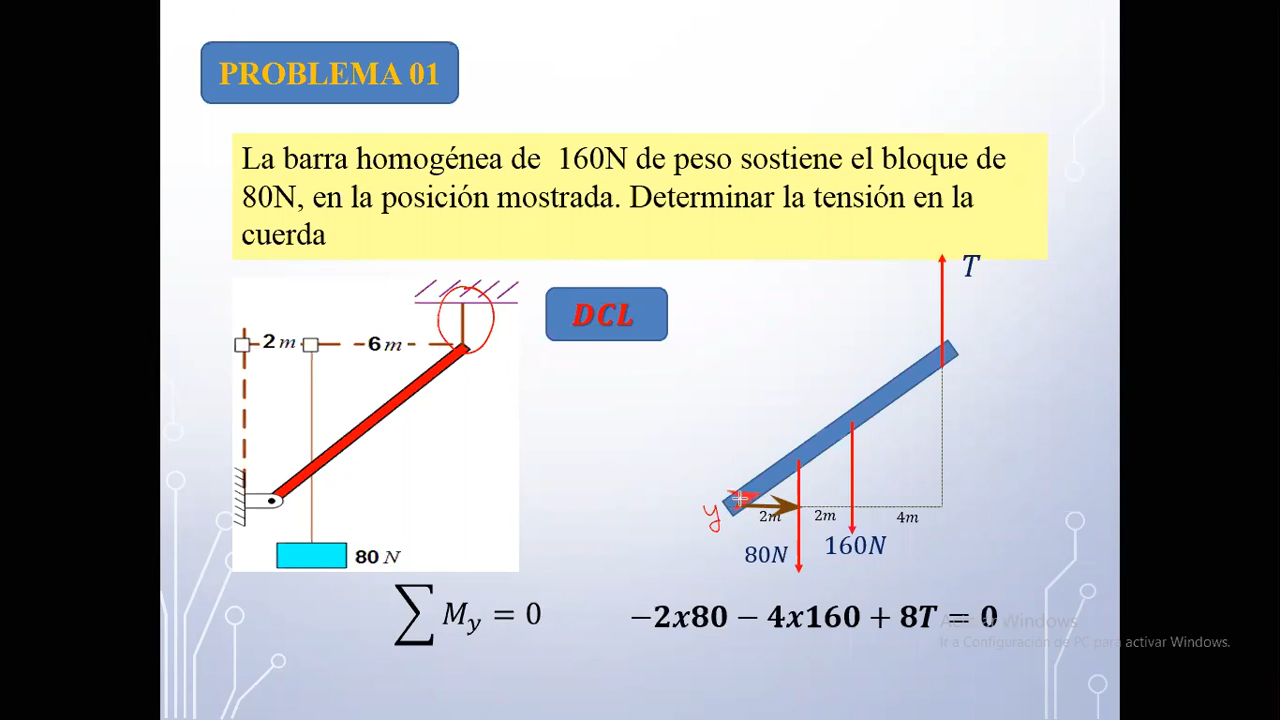 PROBLEMA 01
La barra homogénea de 160N de peso sostiene el bloque de
80N, en la posición mostrada. Determinar la tensión en la
cuerda
T
DCL
2 m
6 m
y
2m
2m
4m
80N
160N
80 N
∑ My = 0
−2x80 − 4x160 + 8T = 0
Activar Windows
Ir a Configuración de PC para activar Windows.